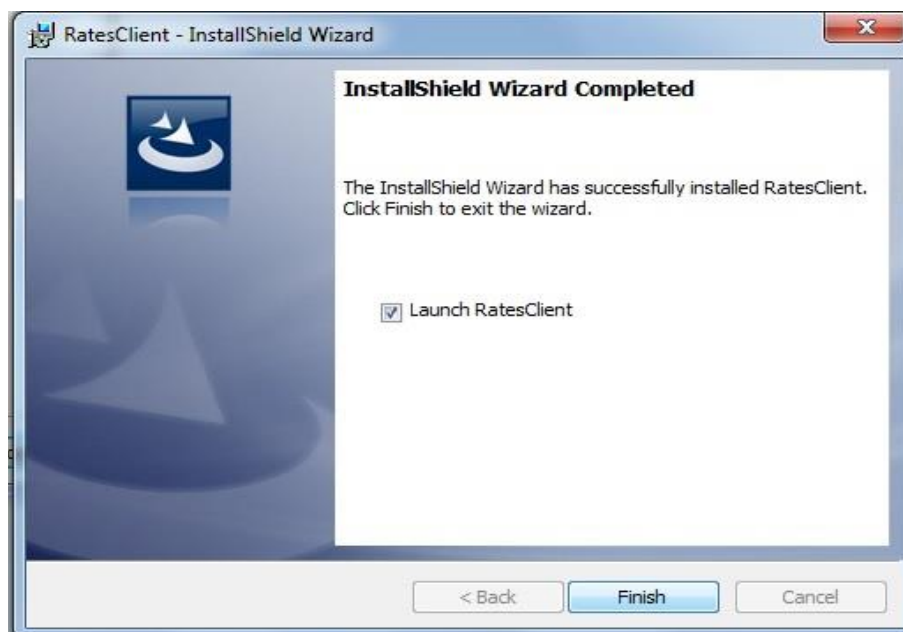 RatesClient - InstallShield Wizard
InstallShield Wizard Completed
The InstallShield Wizard has successfully installed RatesClient.
Click Finish to exit the wizard.
Launch RatesClient
< Back
Finish
Cancel